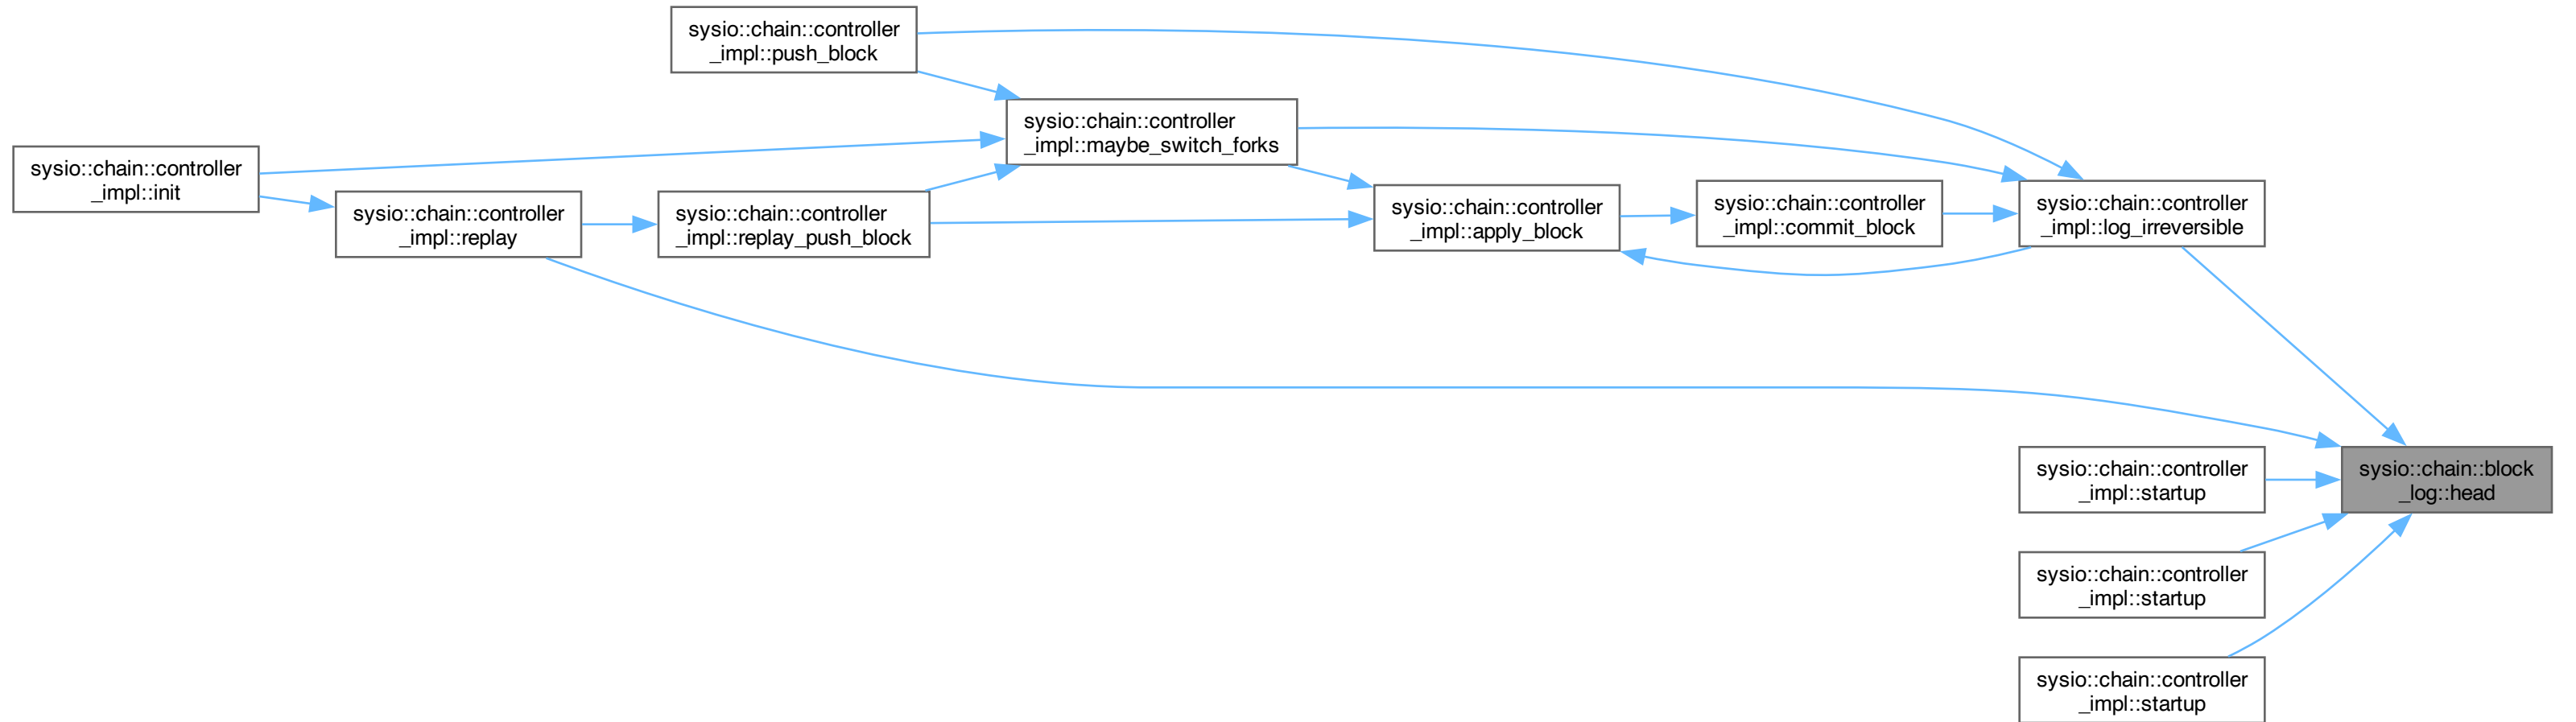 sysio::chain::controller
_impl::push_block
sysio::chain::controller
_impl::maybe_switch_forks
sysio::chain::controller
_impl::init
sysio::chain::controller
_impl::replay
sysio::chain::controller
_impl::replay_push_block
sysio::chain::controller
_impl::apply_block
sysio::chain::controller
_impl::commit_block
sysio::chain::controller
_impl::log_irreversible
sysio::chain::controller
_impl::startup
sysio::chain::block
_log::head
sysio::chain::controller
_impl::startup
sysio::chain::controller
_impl::startup